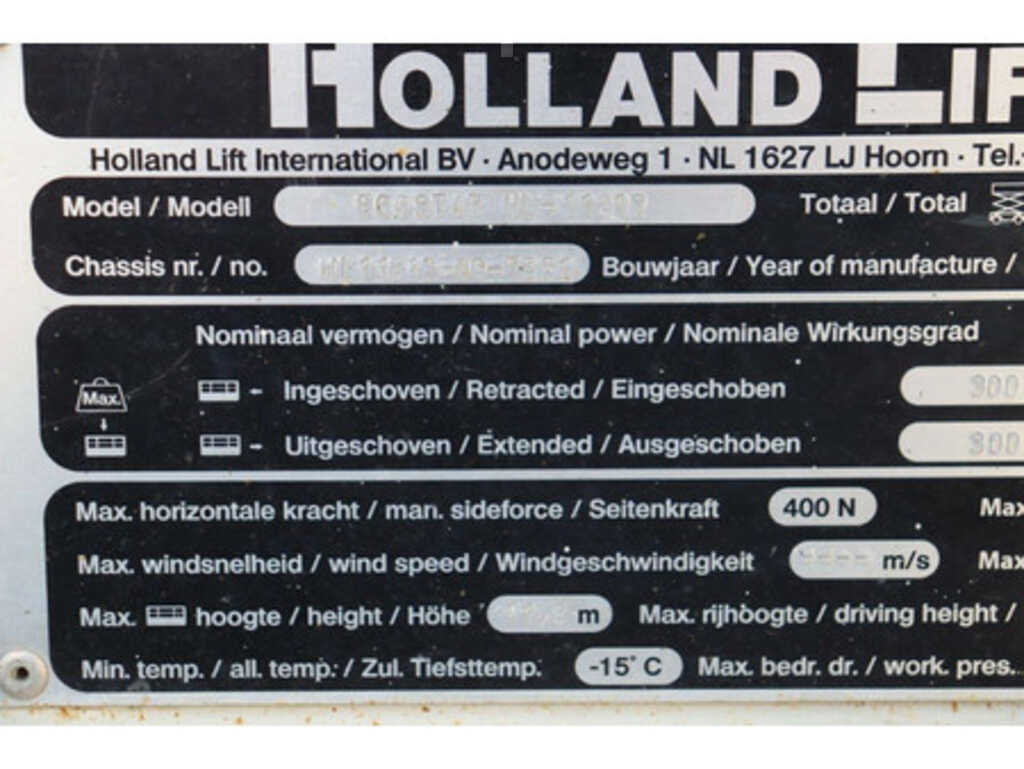 HOLLAND LIF
Holland Lift International BV · Anodeweg 1 · NL 1627 LJ Hoorn · Tel.
Model / Modell Totaal / Total
Chassis nr. / no. Bouwjaar / Year of manufacture /
Nominaal vermogen / Nominal power / Nominale Wirkungsgrad
Max. - Ingeschoven / Retracted / Eingeschoben 300
- Uitgeschoven / Extended / Ausgeschoben 300
Max. horizontale kracht / man. sideforce / Seitenkraft 400 N Max
Max. windsnelheid / wind speed / Windgeschwindigkeit ---- m/s Max
Max. hoogte / height / Höhe m Max. rijhoogte / driving height /
Min. temp. / all. temp. / Zul. Tiefsttemp. -15° C Max. bedr. dr. / work. pres.